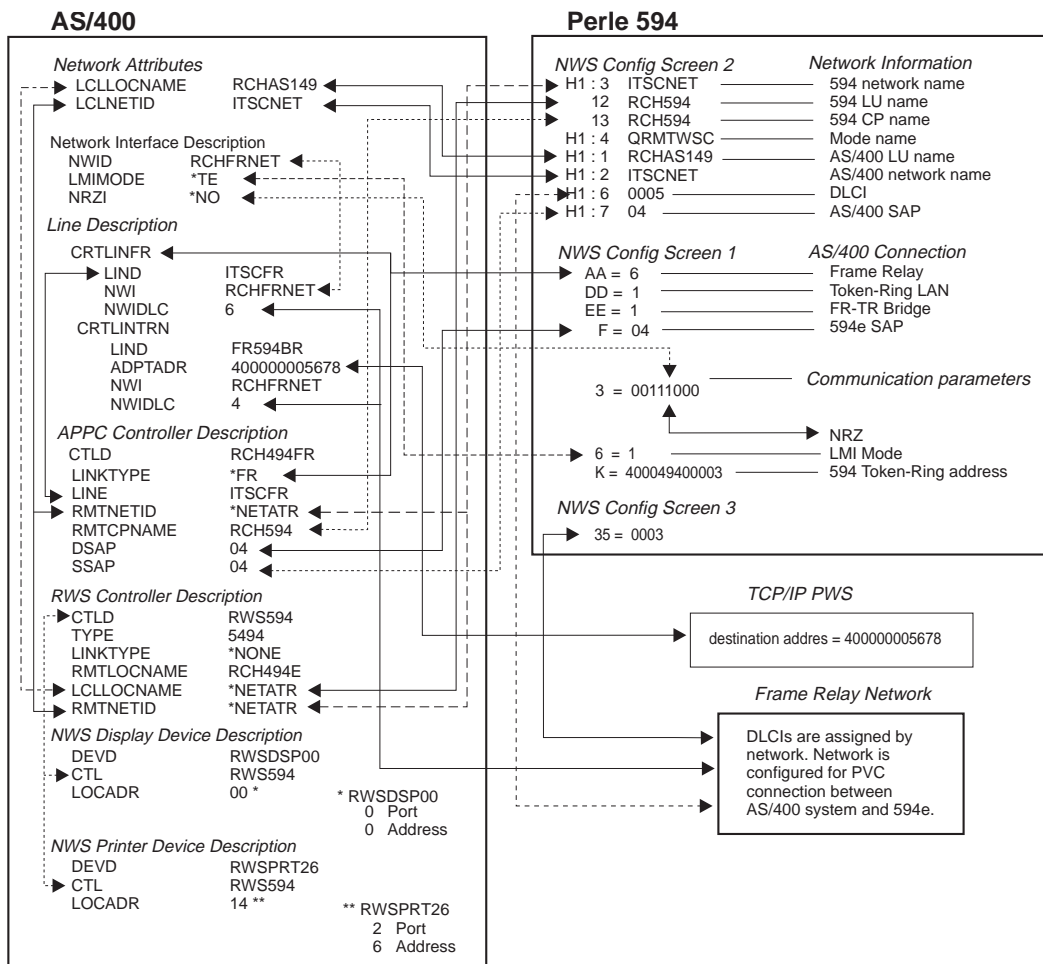 AS/400
Network Attributes
LCLLOCNAME RCHAS149
LCLNETID ITSCNET
Network Interface Description
NWID RCHFRNET
LMIMODE *TE
NRZI *NO
Line Description
CRTLINFR
LIND ITSCFR
NWI RCHFRNET
NWIDLC 6
CRTLINTRN
LIND FR594BR
ADPTADR 400000005678
NWI RCHFRNET
NWIDLC 4
APPC Controller Description
CTLD RCH494FR
LINKTYPE *FR
LINE ITSCFR
RMTNETID *NETATR
RMTCPNAME RCH594
DSAP 04
SSAP 04
RWS Controller Description
CTLD RWS594
TYPE 5494
LINKTYPE *NONE
RMTLOCNAME RCH494E
LCLLOCNAME *NETATR
RMTNETID *NETATR
NWS Display Device Description
DEVD RWSDSP00
CTL RWS594
LOCADR 00 *
* RWSDSP00
0 Port
0 Address
NWS Printer Device Description
DEVD RWSPRT26
CTL RWS594
LOCADR 14 **
** RWSPRT26
2 Port
6 Address
Perle 594
NWS Config Screen 2 Network Information
H1 : 3 ITSCNET 594 network name
12 RCH594 594 LU name
13 RCH594 594 CP name
H1 : 4 QRMTWSC Mode name
H1 : 1 RCHAS149 AS/400 LU name
H1 : 2 ITSCNET AS/400 network name
H1 : 6 0005 DLCI
H1 : 7 04 AS/400 SAP
NWS Config Screen 1 AS/400 Connection
AA = 6 Frame Relay
DD = 1 Token-Ring LAN
EE = 1 FR-TR Bridge
F = 04 594e SAP
3 = 00111000 Communication parameters
NRZ
6 = 1 LMI Mode
K = 400049400003 594 Token-Ring address
NWS Config Screen 3
35 = 0003
TCP/IP PWS
destination addres = 400000005678
Frame Relay Network
DLCIs are assigned by
network. Network is
configured for PVC
connection between
AS/400 system and 594e.